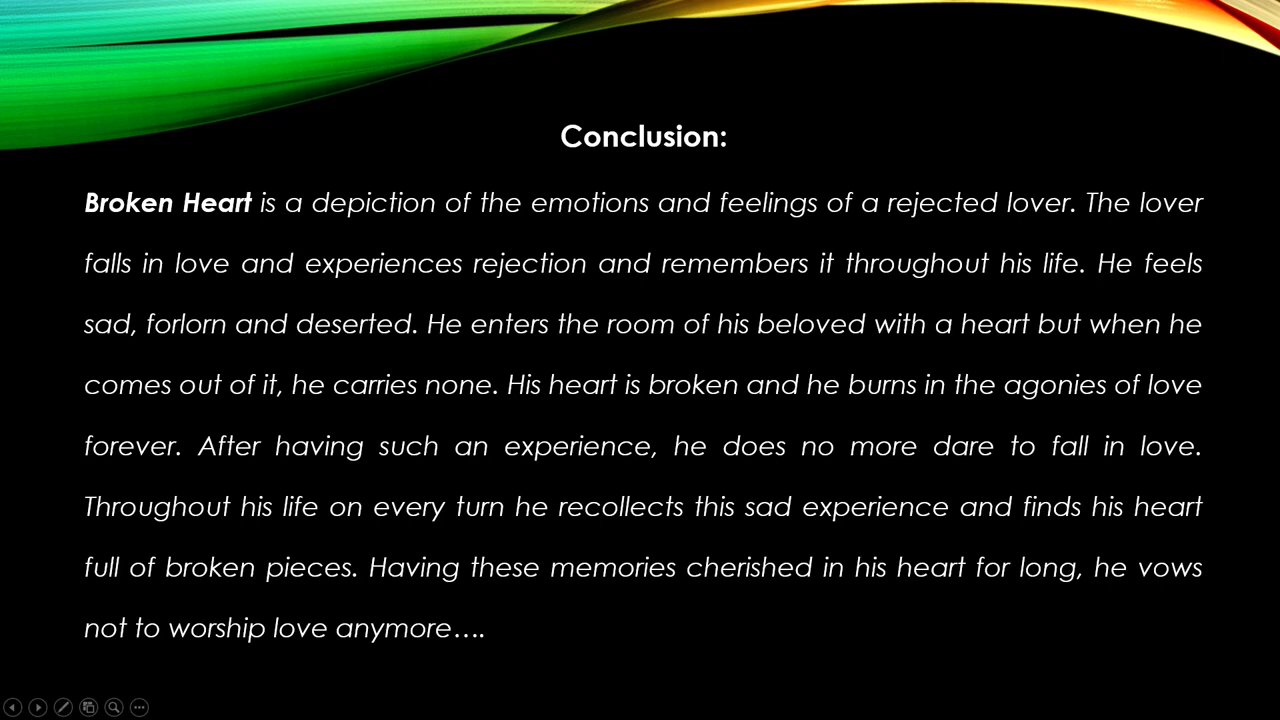 Conclusion:
Broken Heart is a depiction of the emotions and feelings of a rejected lover. The lover
falls in love and experiences rejection and remembers it throughout his life. He feels
sad, forlorn and deserted. He enters the room of his beloved with a heart but when he
comes out of it, he carries none. His heart is broken and he burns in the agonies of love
forever. After having such an experience, he does no more dare to fall in love.
Throughout his life on every turn he recollects this sad experience and finds his heart
full of broken pieces. Having these memories cherished in his heart for long, he vows
not to worship love anymore….